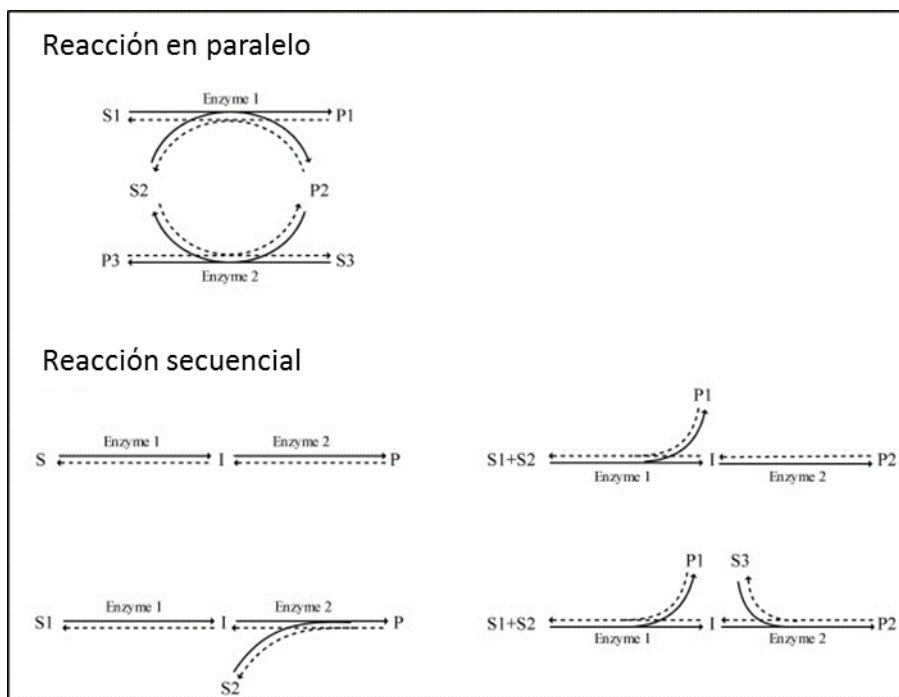 Reacción en paralelo
Enzyme 1
S1 P1
S2 P2
P3 S3
Enzyme 2
Reacción secuencial
P1
Enzyme 1 Enzyme 2
S I P
S1+S2 I P2
Enzyme 1 Enzyme 2
P1 S3
Enzyme 1 Enzyme 2
S1 I P
S1+S2 I P2
Enzyme 1 Enzyme 2
S2